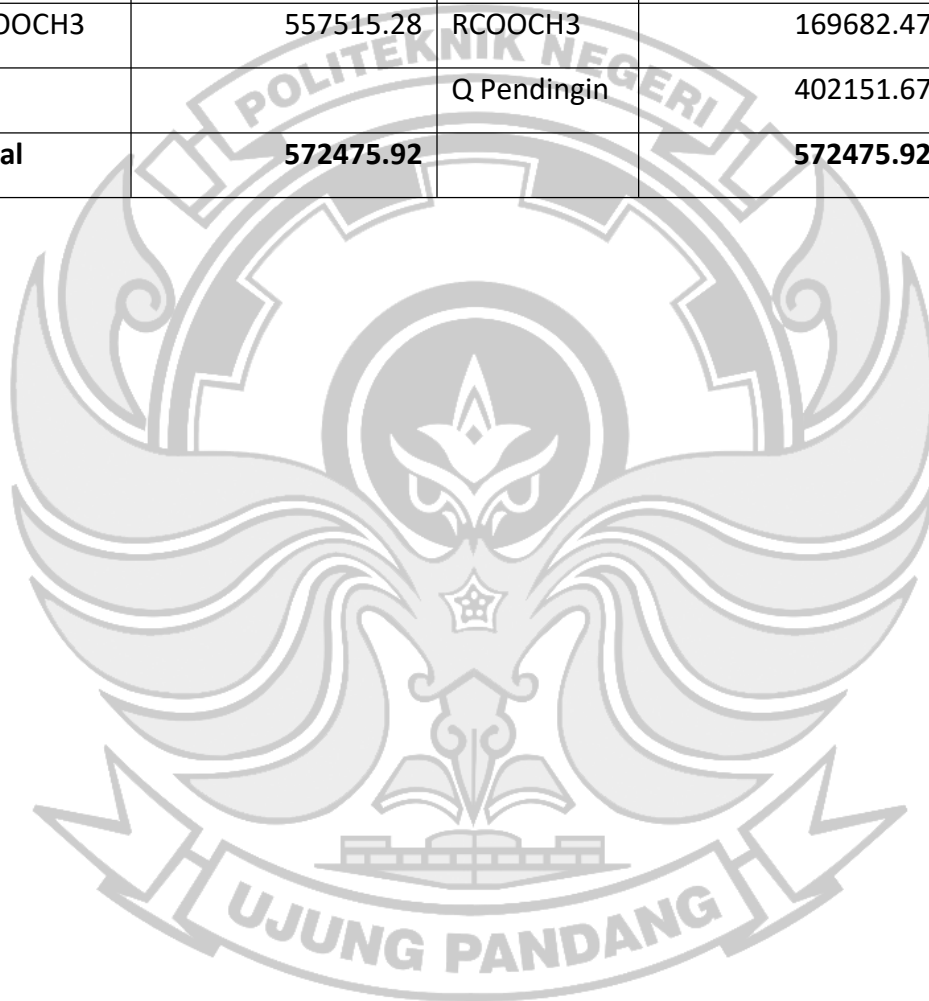 OOCH3 557515.28 RCOOCH3 169682.47
Q Pendingin 402151.67
al 572475.92 572475.92
POLITEKNIK NEGERI
UJUNG PANDANG